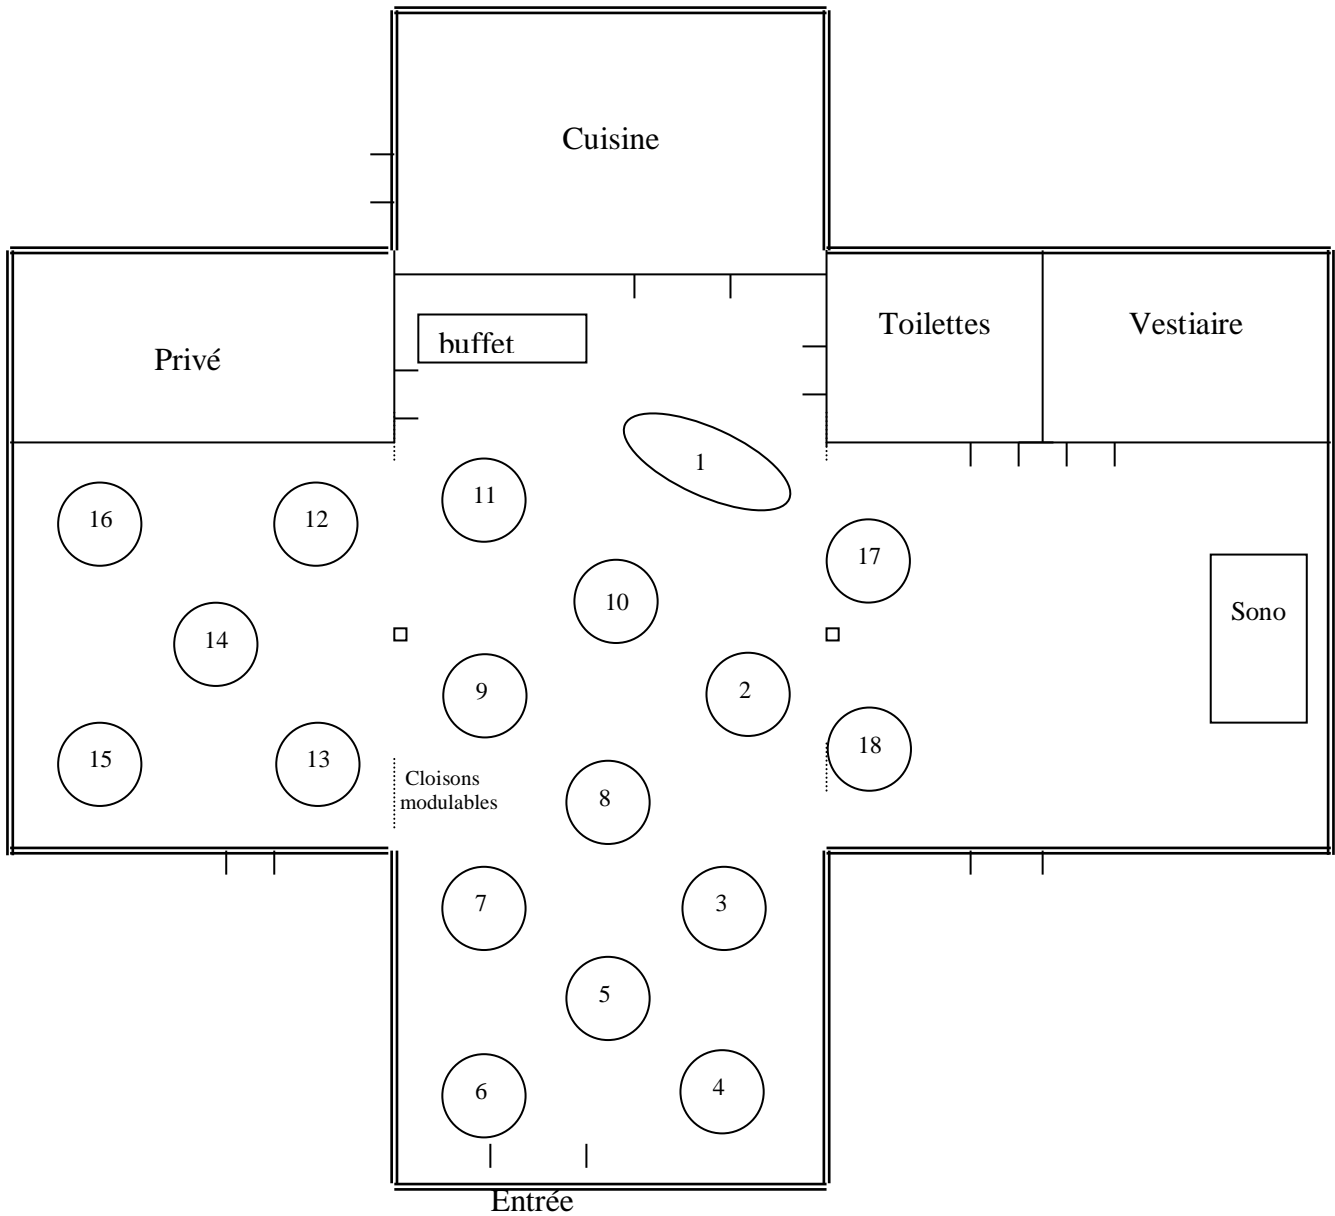 Cuisine
Toilettes
Vestiaire
buffet
Privé
1
11
16
12
17
10
Sono
14
9
2
18
15
13
Cloisons
modulables
8
7
3
5
6
4
Entrée